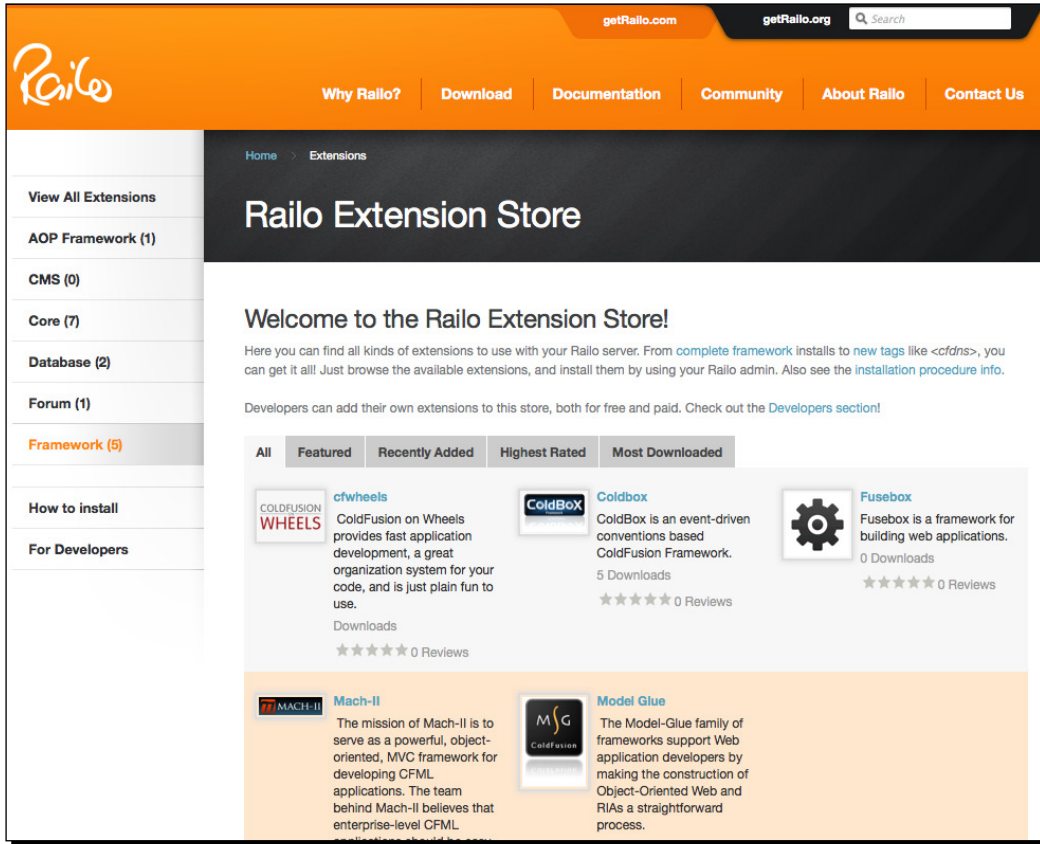 getRailo.com
getRailo.org
Search
Railo
Why Railo?
Download
Documentation
Community
About Railo
Contact Us
Home
Extensions
Railo Extension Store
View All Extensions
AOP Framework (1)
CMS (0)
Core (7)
Database (2)
Forum (1)
Framework (5)
How to install
For Developers
Welcome to the Railo Extension Store!
Here you can find all kinds of extensions to use with your Railo server. From complete framework installs to new tags like <cfdns>, you
can get it all! Just browse the available extensions, and install them by using your Railo admin. Also see the installation procedure info.
Developers can add their own extensions to this store, both for free and paid. Check out the Developers section!
All
Featured
Recently Added
Highest Rated
Most Downloaded
COLDFUSION
WHEELS
cfwheels
ColdFusion on Wheels
provides fast application
development, a great
organization system for your
code, and is just plain fun to
use.
Downloads
0 Reviews
ColdBox
Coldbox
ColdBox is an event-driven
conventions based
ColdFusion Framework.
5 Downloads
0 Reviews
Fusebox
Fusebox is a framework for
building web applications.
0 Downloads
0 Reviews
MACH-II
Mach-II
The mission of Mach-II is to
serve as a powerful, object-
oriented, MVC framework for
developing CFML
applications. The team
behind Mach-II believes that
enterprise-level CFML
applications should be easy
M G
ColdFusion
Model Glue
The Model-Glue family of
frameworks support Web
application developers by
making the construction of
Object-Oriented Web and
RIAs a straightforward
process.